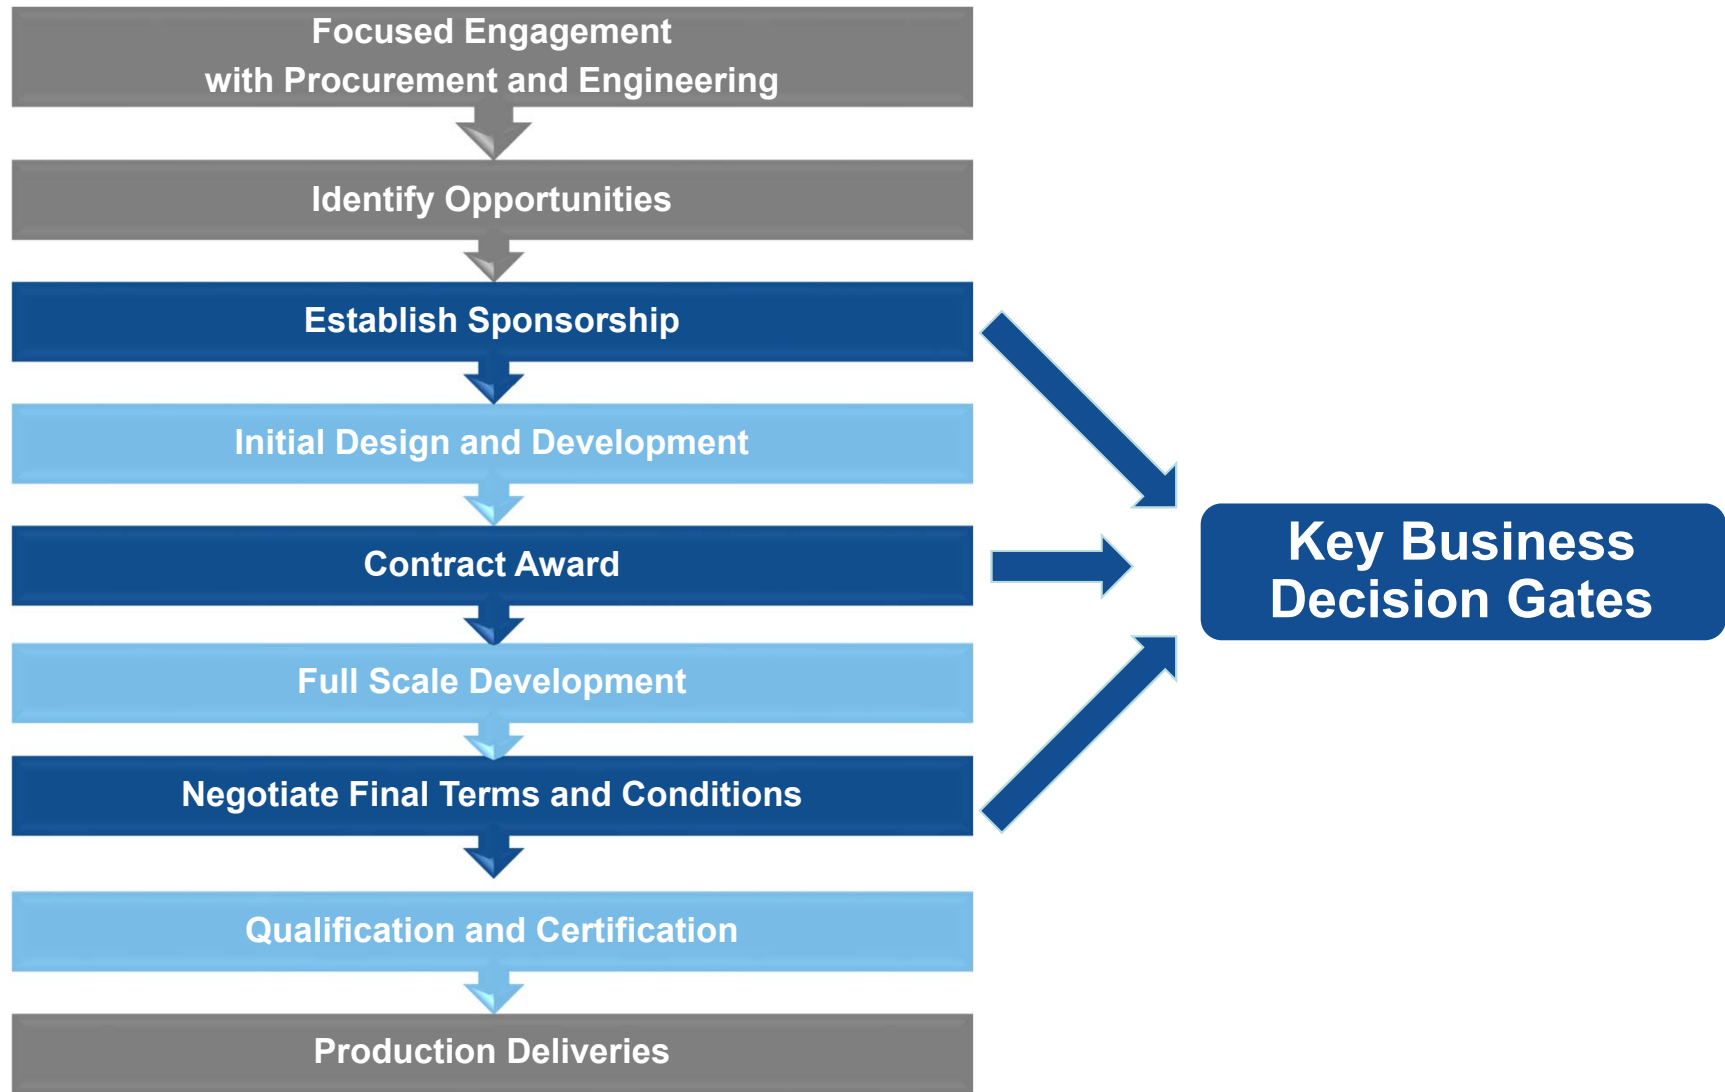 Focused Engagement
with Procurement and Engineering
Identify Opportunities
Establish Sponsorship
Initial Design and Development
Contract Award
Full Scale Development
Negotiate Final Terms and Conditions
Qualification and Certification
Production Deliveries
Key Business
Decision Gates